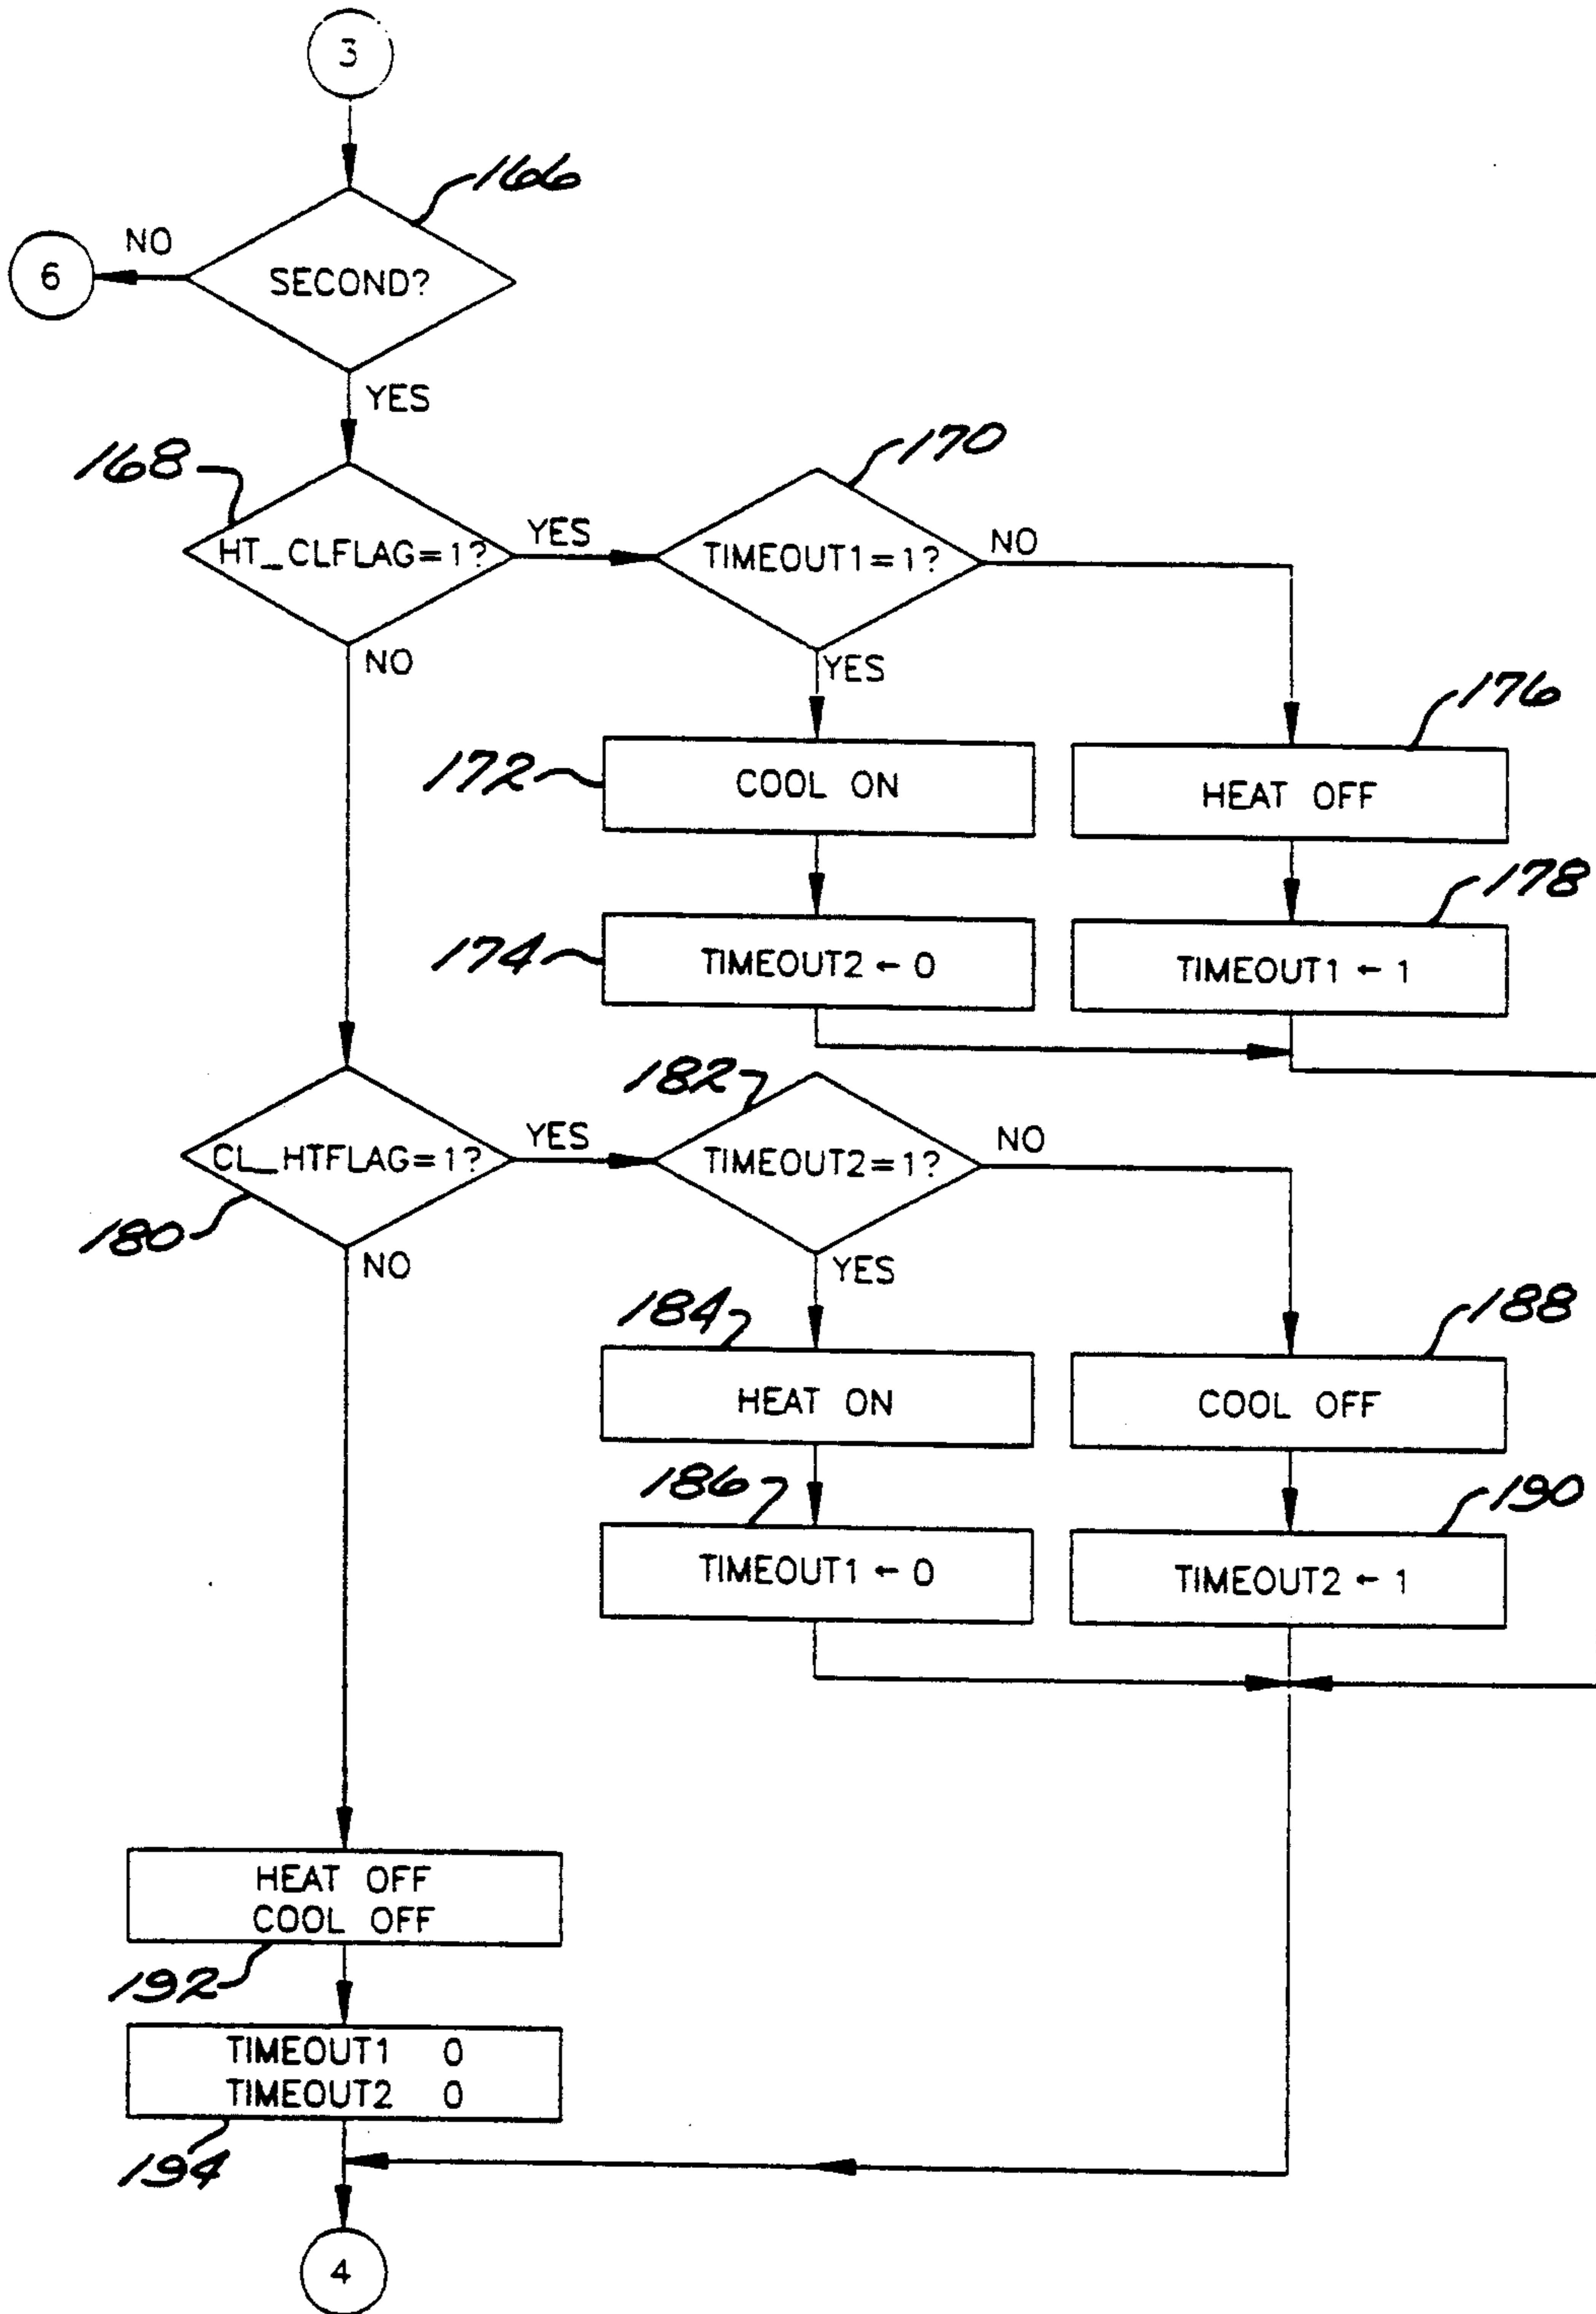 3
166
NO
6
SECOND?
YES
168
170
HT_CLFLAG=1?
YES
TIMEOUT1=1?
NO
NO
YES
176
172
COOL ON
HEAT OFF
178
174
TIMEOUT2 ← 0
TIMEOUT1 ← 1
182
CL_HTFLAG=1?
YES
TIMEOUT2=1?
NO
180
NO
YES
184
188
HEAT ON
COOL OFF
186
190
TIMEOUT1 ← 0
TIMEOUT2 ← 1
HEAT OFF
COOL OFF
192
TIMEOUT1 0
TIMEOUT2 0
194
4